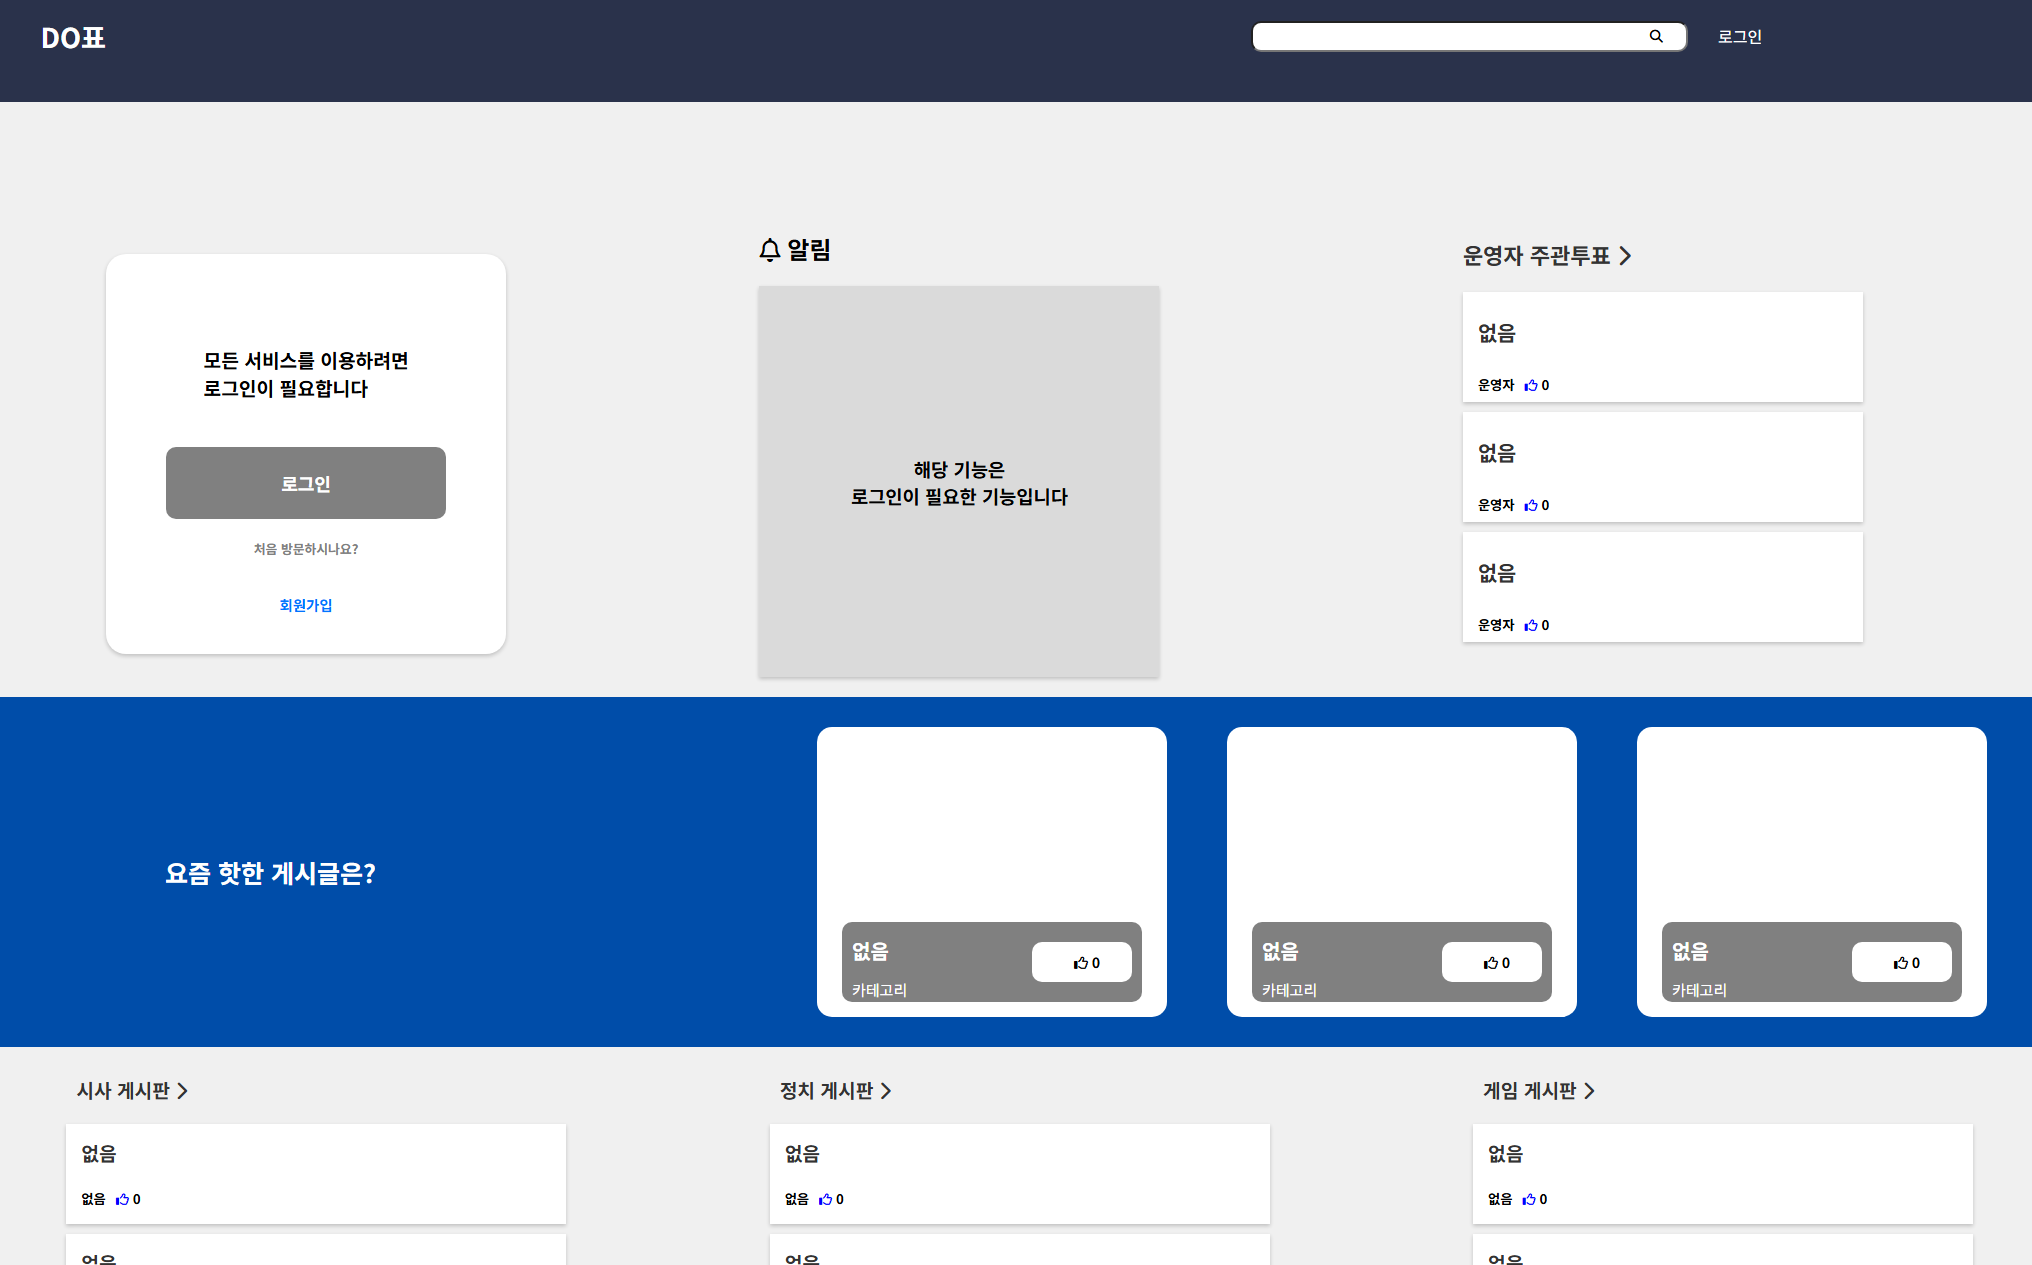 DO표
로그인
모든 서비스를 이용하려면
로그인이 필요합니다
로그인
처음 방문하시나요?
회원가입
알림
해당 기능은
로그인이 필요한 기능입니다
운영자 주관투표
없음
운영자 0
없음
운영자 0
없음
운영자 0
요즘 핫한 게시글은?
없음
0
카테고리
없음
0
카테고리
없음
0
카테고리
시사 게시판
없음
없음 0
없음
정치 게시판
없음
없음 0
없음
게임 게시판
없음
없음 0
없음